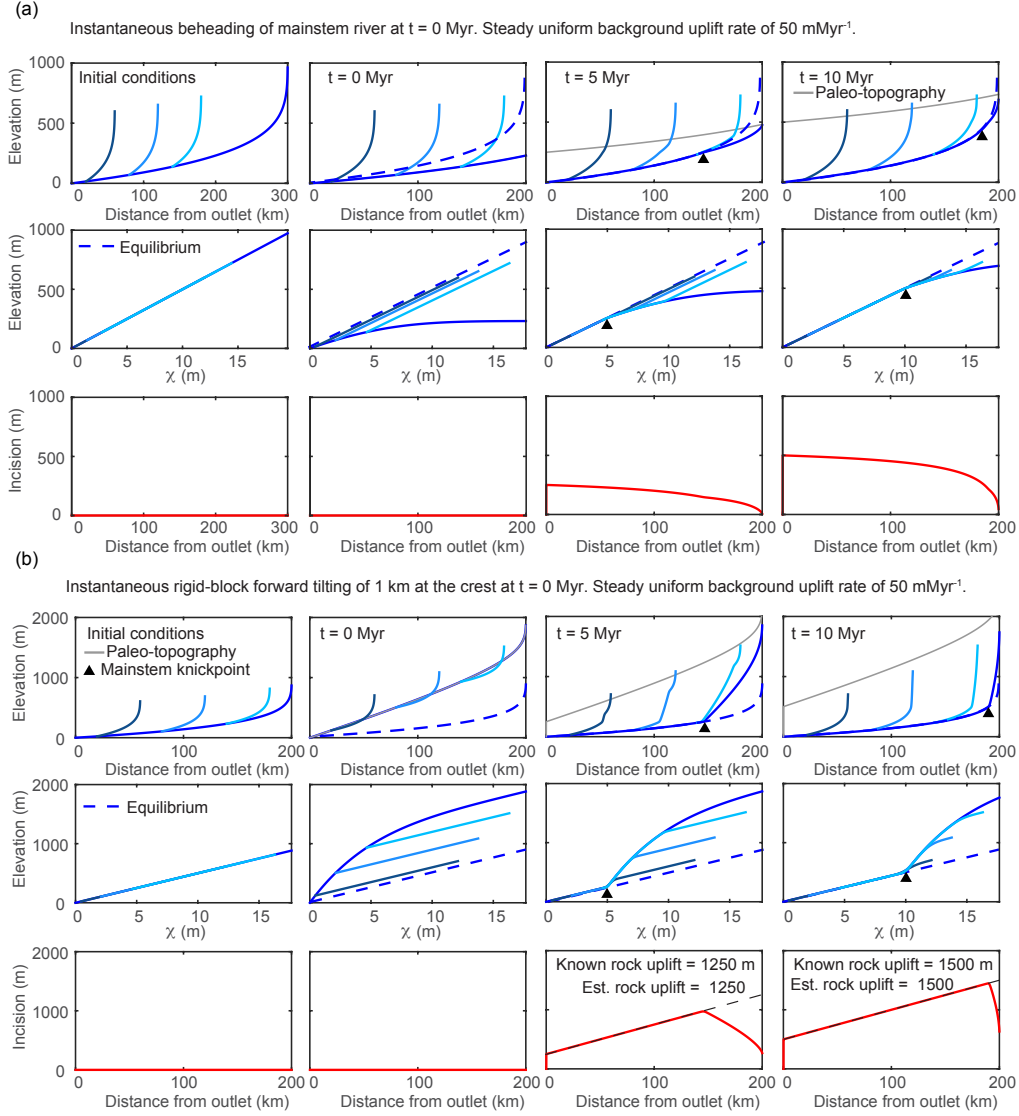 (a)
Instantaneous beheading of mainstem river at t = 0 Myr. Steady uniform background uplift rate of 50 mMyr⁻¹.
Initial conditions
t = 0 Myr
t = 5 Myr
t = 10 Myr
Paleo-topography
Elevation (m)
1000
500
0
0 100 200 300
0 100 200
0 100 200
0 100 200
Distance from outlet (km)
Distance from outlet (km)
Distance from outlet (km)
Distance from outlet (km)
Equilibrium
Elevation (m)
1000
500
0
0 5 10 15
0 5 10 15
0 5 10 15
0 5 10 15
χ (m)
χ (m)
χ (m)
χ (m)
Incision (m)
1000
500
0
0 100 200 300
0 100 200
0 100 200
0 100 200
Distance from outlet (km)
Distance from outlet (km)
Distance from outlet (km)
Distance from outlet (km)
(b)
Instantaneous rigid-block forward tilting of 1 km at the crest at t = 0 Myr. Steady uniform background uplift rate of 50 mMyr⁻¹.
Initial conditions
Paleo-topography
Mainstem knickpoint
t = 0 Myr
t = 5 Myr
t = 10 Myr
Elevation (m)
2000
1000
0
0 100 200
0 100 200
0 100 200
0 100 200
Distance from outlet (km)
Distance from outlet (km)
Distance from outlet (km)
Distance from outlet (km)
Equilibrium
Elevation (m)
2000
1000
0
0 5 10 15
0 5 10 15
0 5 10 15
0 5 10 15
χ (m)
χ (m)
χ (m)
χ (m)
Known rock uplift = 1250 m
Est. rock uplift = 1250
Known rock uplift = 1500 m
Est. rock uplift = 1500
Incision (m)
2000
1000
0
0 100 200
0 100 200
0 100 200
0 100 200
Distance from outlet (km)
Distance from outlet (km)
Distance from outlet (km)
Distance from outlet (km)